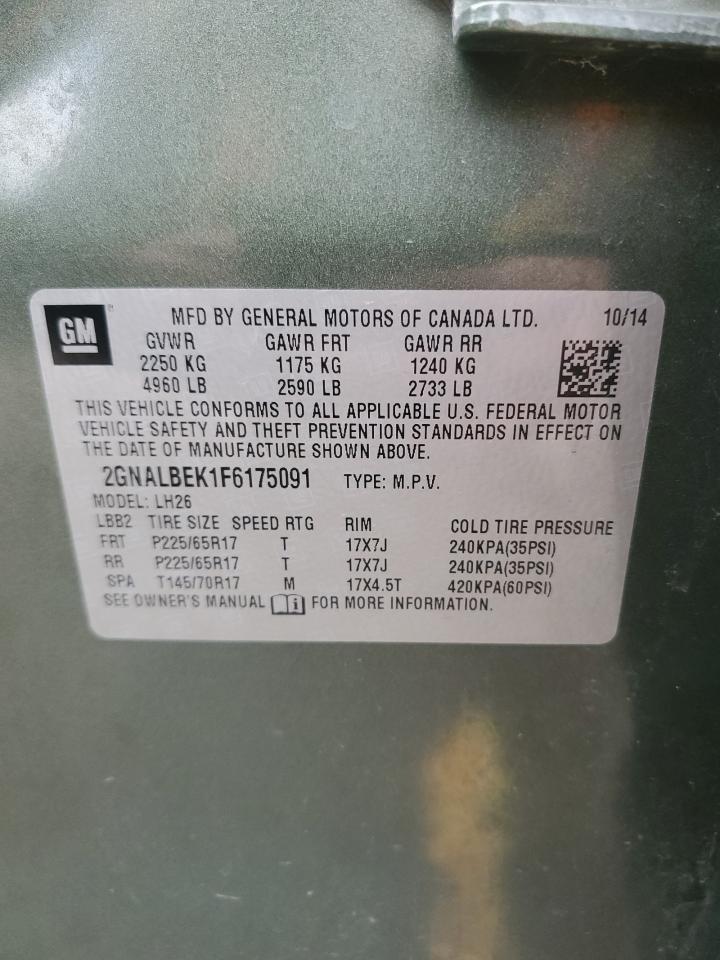 GM
MFD BY GENERAL MOTORS OF CANADA LTD. 10/14
GVWR GAWR FRT GAWR RR
2250 KG 1175 KG 1240 KG
4960 LB 2590 LB 2733 LB
THIS VEHICLE CONFORMS TO ALL APPLICABLE U.S. FEDERAL MOTOR
VEHICLE SAFETY AND THEFT PREVENTION STANDARDS IN EFFECT ON
THE DATE OF MANUFACTURE SHOWN ABOVE.
2GNALBEK1F6175091 TYPE: M.P.V.
MODEL: LH26
LBB2 TIRE SIZE SPEED RTG RIM COLD TIRE PRESSURE
FRT P225/65R17 T 17X7J 240KPA(35PSI)
RR P225/65R17 T 17X7J 240KPA(35PSI)
SPA T145/70R17 M 17X4.5T 420KPA(60PSI)
SEE OWNER'S MANUAL i FOR MORE INFORMATION.